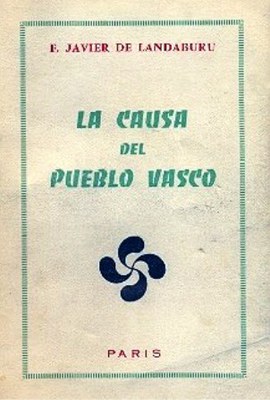 F. JAVIER DE LANDABURU
LA CAUSA
DEL
PUEBLO VASCO
PARIS